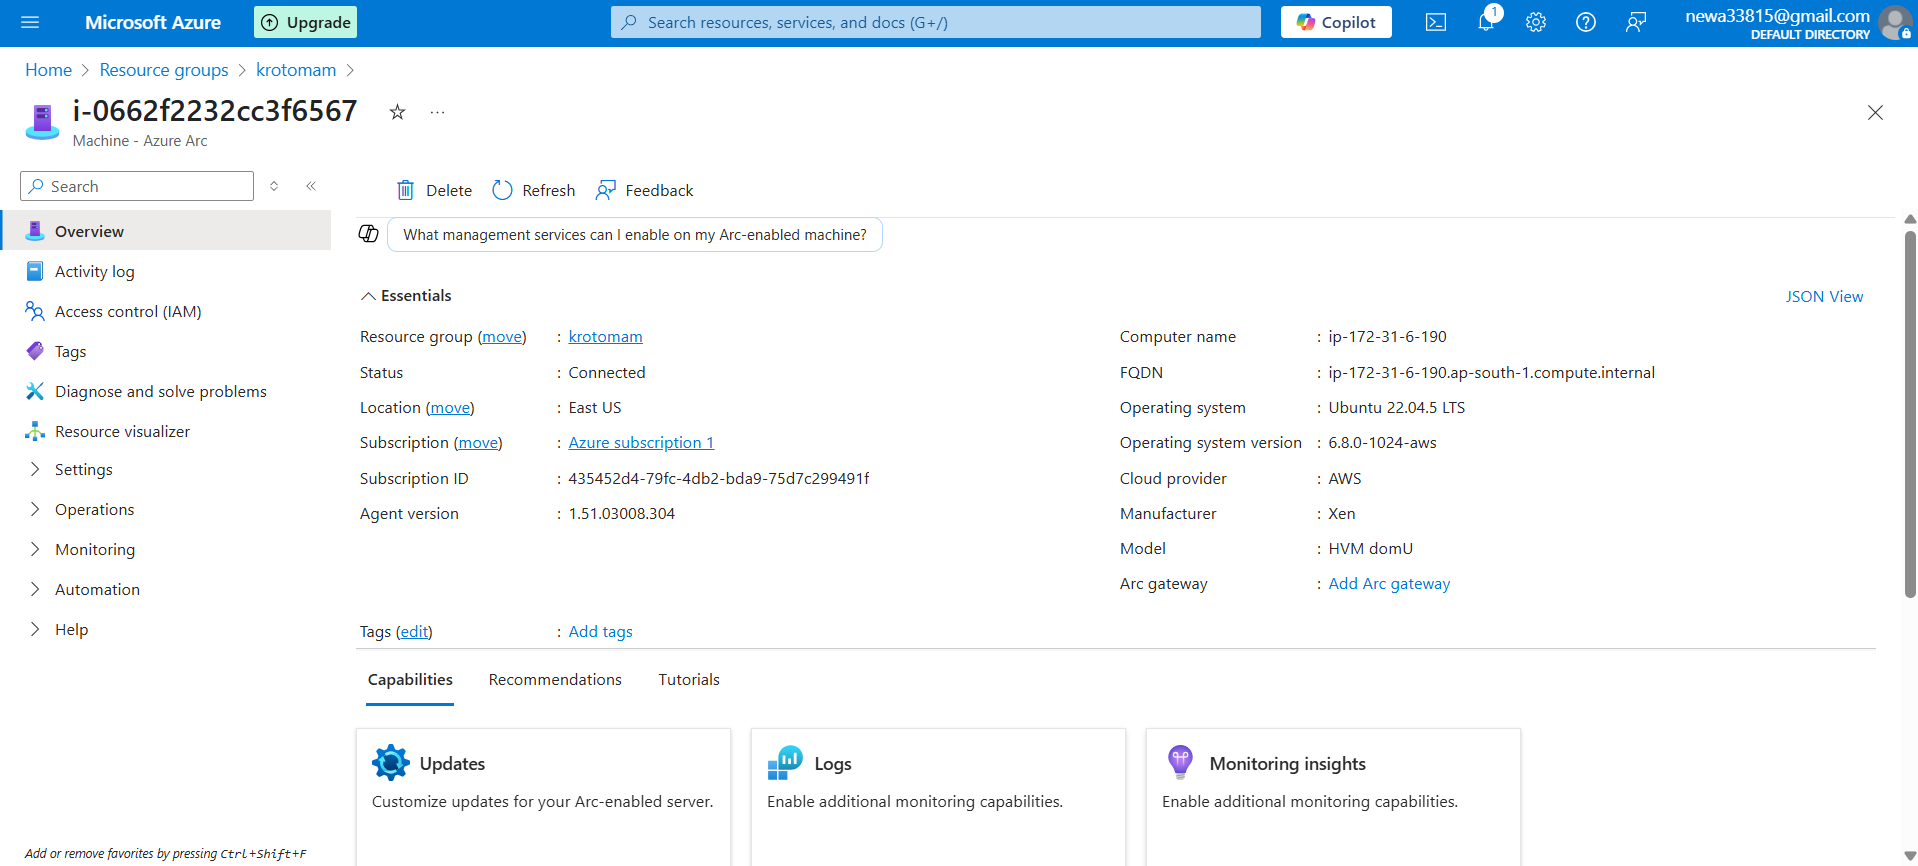 Microsoft Azure
Upgrade
Search resources, services, and docs (G+/)
Copilot
1
newa33815@gmail.com
DEFAULT DIRECTORY
Home > Resource groups > krotomam >
i-0662f2232cc3f6567
Machine - Azure Arc
Search
Delete
Refresh
Feedback
Overview
Activity log
Access control (IAM)
Tags
Diagnose and solve problems
Resource visualizer
Settings
Operations
Monitoring
Automation
Help
Add or remove favorites by pressing Ctrl+Shift+F
What management services can I enable on my Arc-enabled machine?
Essentials
JSON View
Resource group (move) : krotomam
Status : Connected
Location (move) : East US
Subscription (move) : Azure subscription 1
Subscription ID : 435452d4-79fc-4db2-bda9-75d7c299491f
Agent version : 1.51.03008.304
Computer name : ip-172-31-6-190
FQDN : ip-172-31-6-190.ap-south-1.compute.internal
Operating system : Ubuntu 22.04.5 LTS
Operating system version : 6.8.0-1024-aws
Cloud provider : AWS
Manufacturer : Xen
Model : HVM domU
Arc gateway : Add Arc gateway
Tags (edit) : Add tags
Capabilities
Recommendations
Tutorials
Updates
Customize updates for your Arc-enabled server.
Logs
Enable additional monitoring capabilities.
Monitoring insights
Enable additional monitoring capabilities.